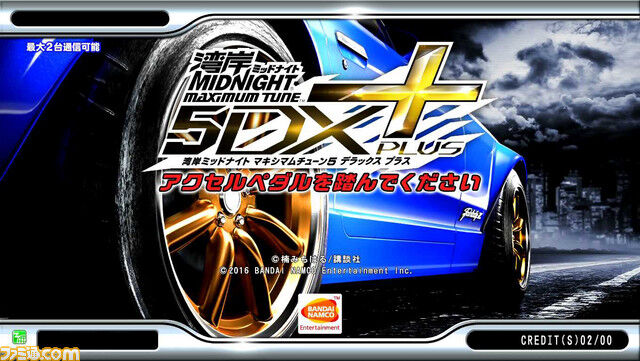 最大2台通信可能
湾岸
ミッドナイト
MIDNIGHT
MAXIMUM TUNE
5DX+
PLUS
湾岸ミッドナイト マキシマムチューン5 デラックス プラス
アクセルペダルを踏んでください
©楠みちはる/講談社
©2016 BANDAI NAMCO Entertainment Inc.
BANDAI
NAMCO
Entertainment
CREDIT(S)02/00
ファミ通.com